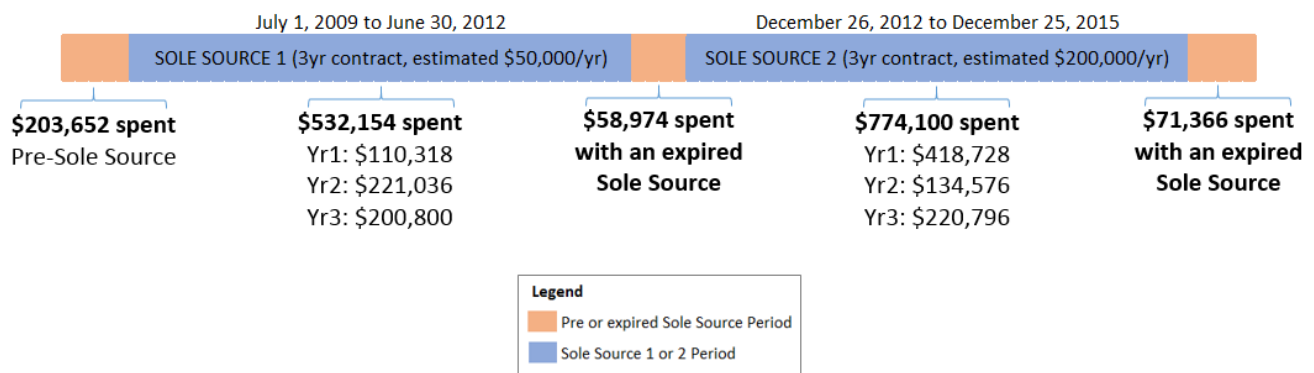 July 1, 2009 to June 30, 2012
December 26, 2012 to December 25, 2015
SOLE SOURCE 1 (3yr contract, estimated $50,000/yr)
SOLE SOURCE 2 (3yr contract, estimated $200,000/yr)
$203,652 spent
Pre-Sole Source
$532,154 spent
Yr1: $110,318
Yr2: $221,036
Yr3: $200,800
$58,974 spent
with an expired
Sole Source
$774,100 spent
Yr1: $418,728
Yr2: $134,576
Yr3: $220,796
$71,366 spent
with an expired
Sole Source
Legend
Pre or expired Sole Source Period
Sole Source 1 or 2 Period